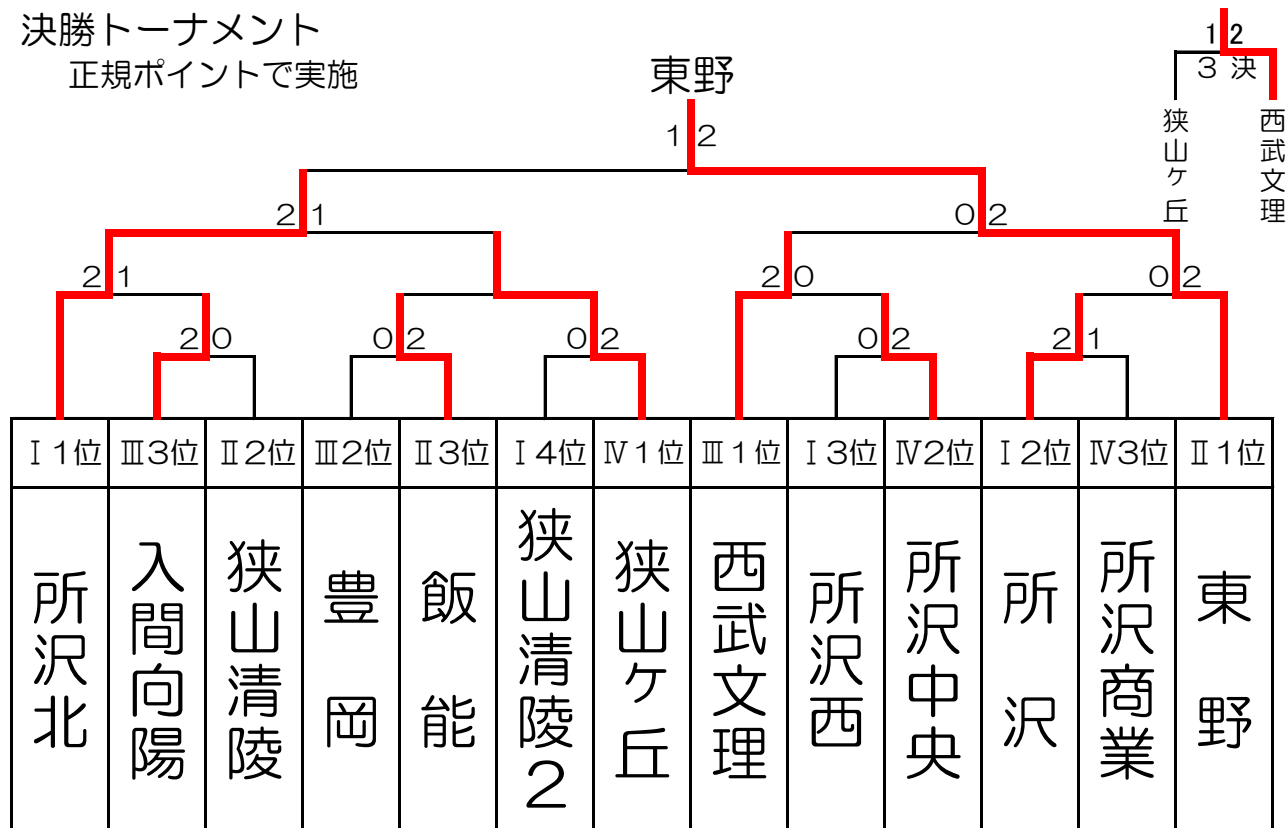 決勝トーナメント
正規ポイントで実施
東野
1 2
3 決
狭山ヶ丘
西武文理
1 2
2 1
0 2
2 1
2 0
0 2
2 0
0 2
0 2
0 2
2 1
Ⅰ1位 Ⅲ3位 Ⅱ2位 Ⅲ2位 Ⅱ3位 Ⅰ4位 Ⅳ1位 Ⅲ1位 Ⅰ3位 Ⅳ2位 Ⅰ2位 Ⅳ3位 Ⅱ1位
所沢北
入間向陽
狭山清陵
豊岡
飯能
狭山清陵2
狭山ヶ丘
西武文理
所沢西
所沢中央
所沢
所沢商業
東野